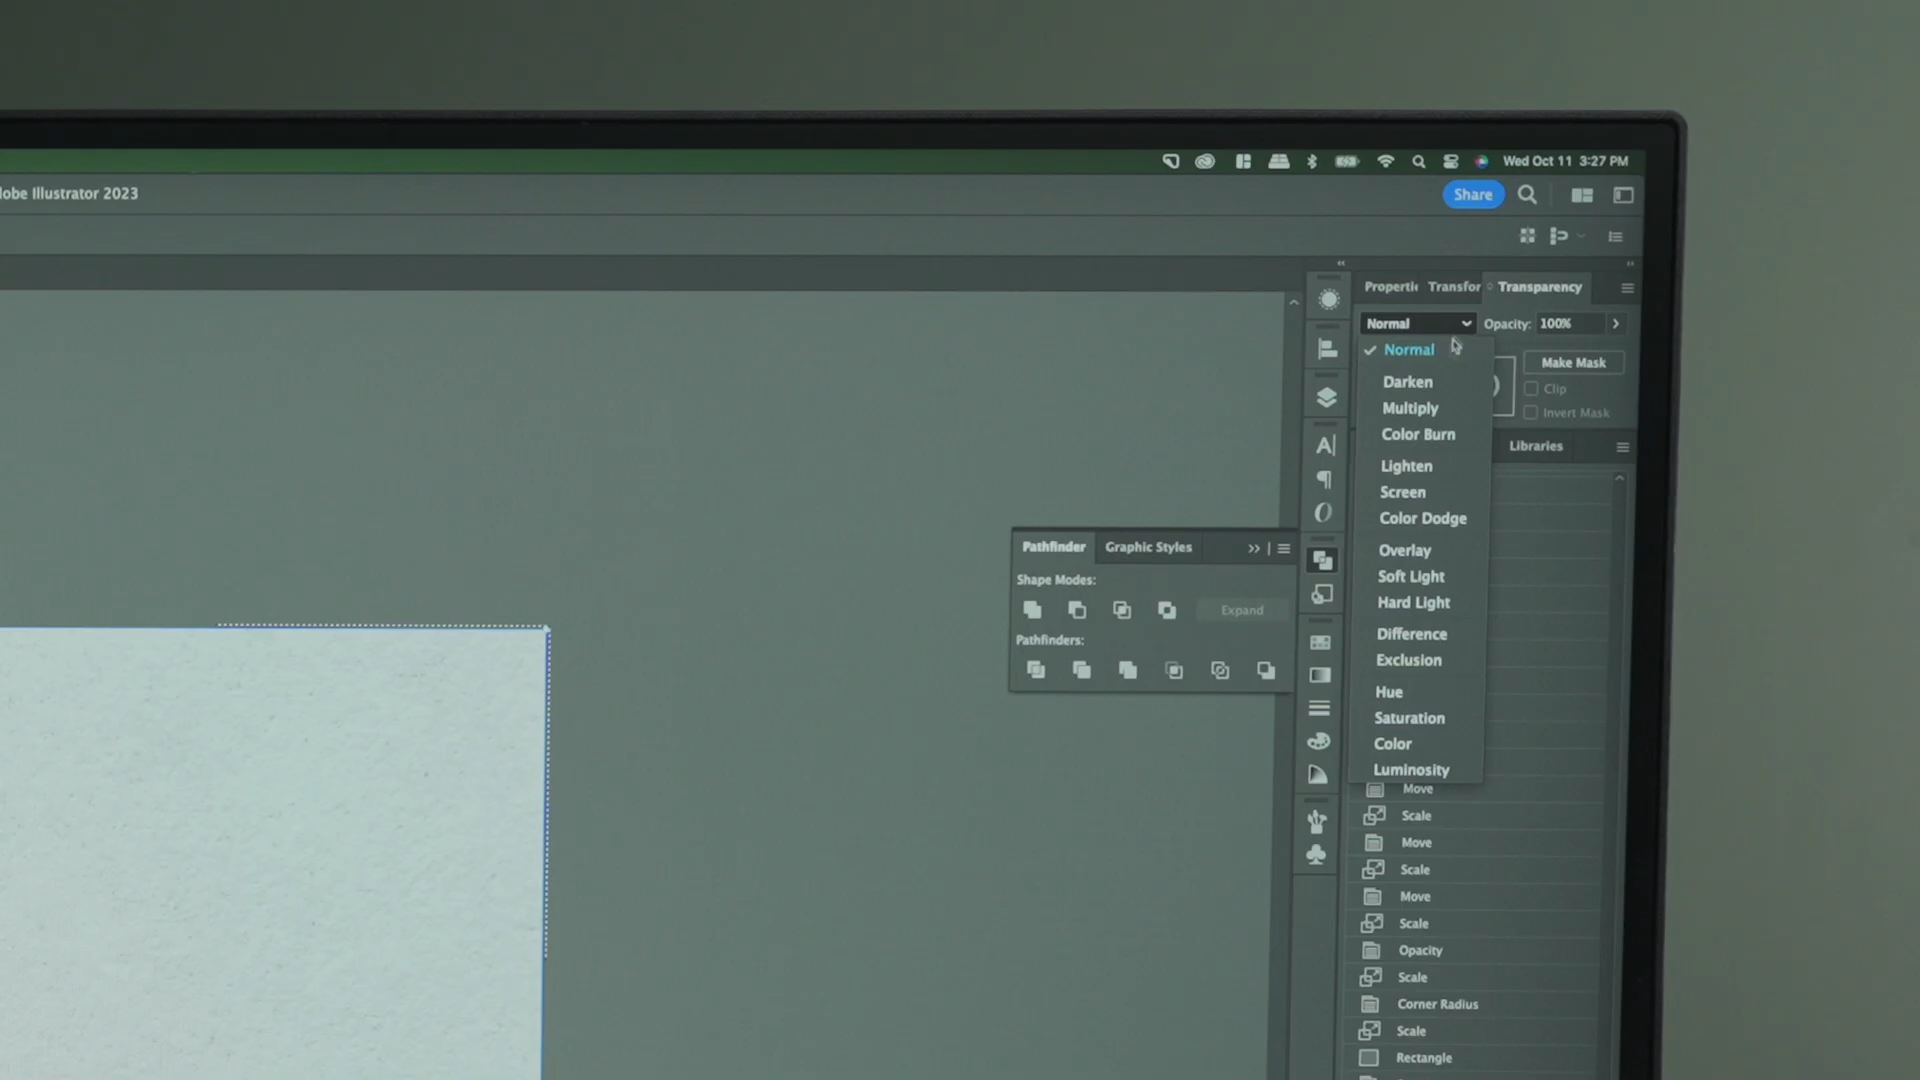 Wed Oct 11 3:27 PM
dobe Illustrator 2023
Share
Properti Transfor Transparency
Normal Opacity: 100%
Normal
Darken
Multiply
Color Burn
Lighten
Screen
Color Dodge
Overlay
Soft Light
Hard Light
Difference
Exclusion
Hue
Saturation
Color
Luminosity
Make Mask
Clip
Invert Mask
Libraries
Pathfinder Graphic Styles
Shape Modes:
Expand
Pathfinders:
Move
Scale
Move
Scale
Move
Scale
Opacity
Scale
Corner Radius
Scale
Rectangle